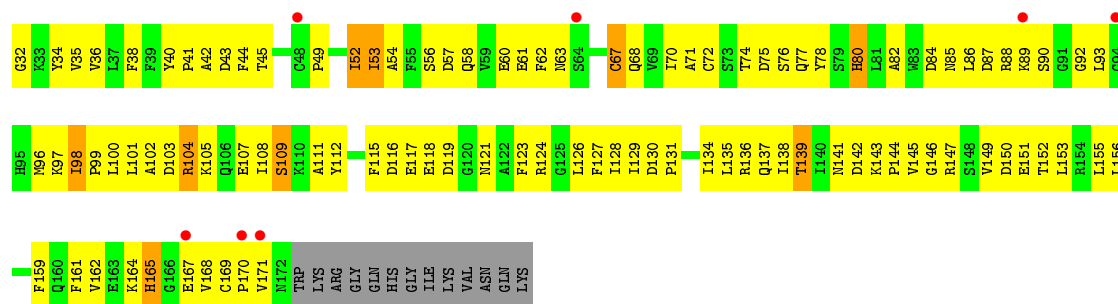 G32 K33 Y34 V35 V36 L37 F38 F39 Y40 P41 A42 D43 F44 T45 C48 P49 I52 I53 A54 F55 S56 D57 Q58 V59 E60 E61 F62 N63 S64 C67 Q68 V69 I70 A71 C72 S73 T74 D75 S76 Q77 Y78 S79 H80 L81 A82 W83 D84 N85 L86 D87 R88 K89 S90 G91 G92 L93 G94
H95 M96 K97 I98 P99 L100 L101 A102 D103 R104 K105 Q106 E107 I108 S109 K110 A111 Y112 F115 D116 E117 E118 D119 G120 N121 A122 F123 R124 G125 L126 F127 I128 I129 D130 P131 I134 L135 R136 Q137 I138 T139 I140 N141 D142 K143 P144 V145 G146 R147 S148 V149 D150 E151 T152 L153 R154 L155 L156
F159 Q160 F161 V162 E163 K164 H165 G166 E167 V168 C169 P170 V171 N172 TRP LYS ARG GLY GLN HIS GLY ILE LYS VAL ASN GLN LYS